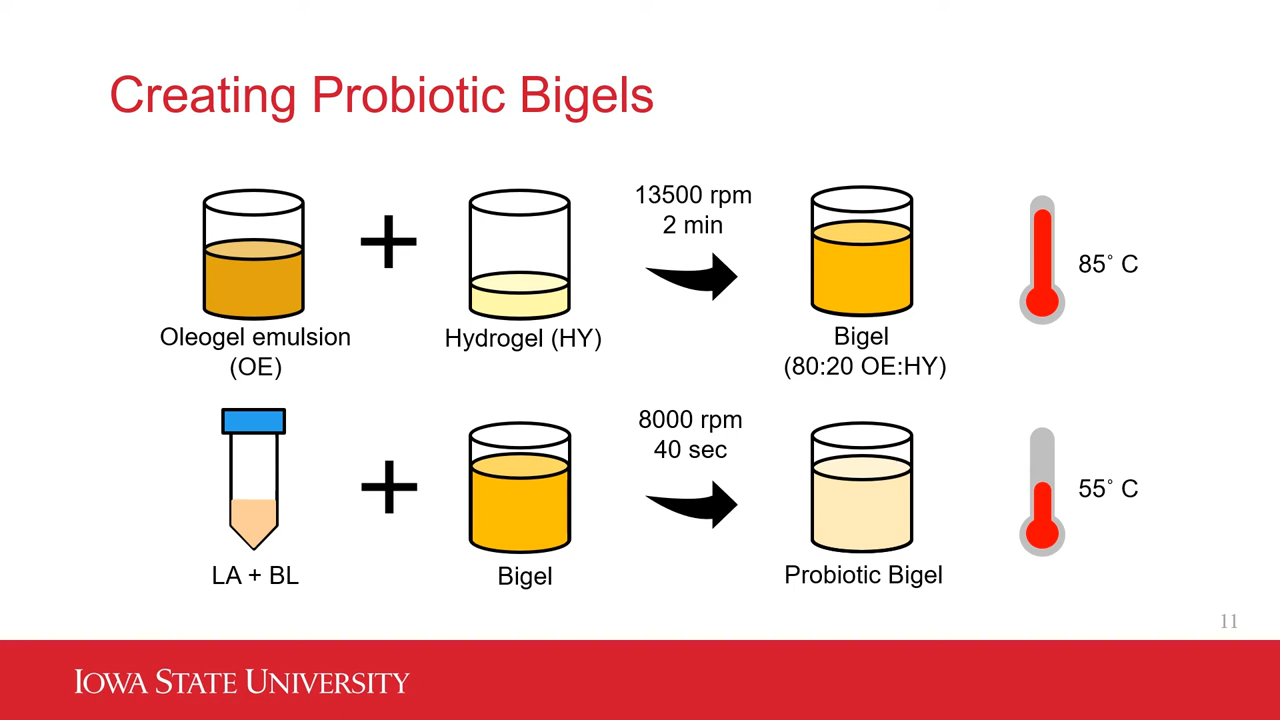 Creating Probiotic Bigels
13500 rpm
2 min
85˚ C
Oleogel emulsion
(OE)
Hydrogel (HY)
Bigel
(80:20 OE:HY)
8000 rpm
40 sec
55˚ C
LA + BL
Bigel
Probiotic Bigel
11
IOWA STATE UNIVERSITY